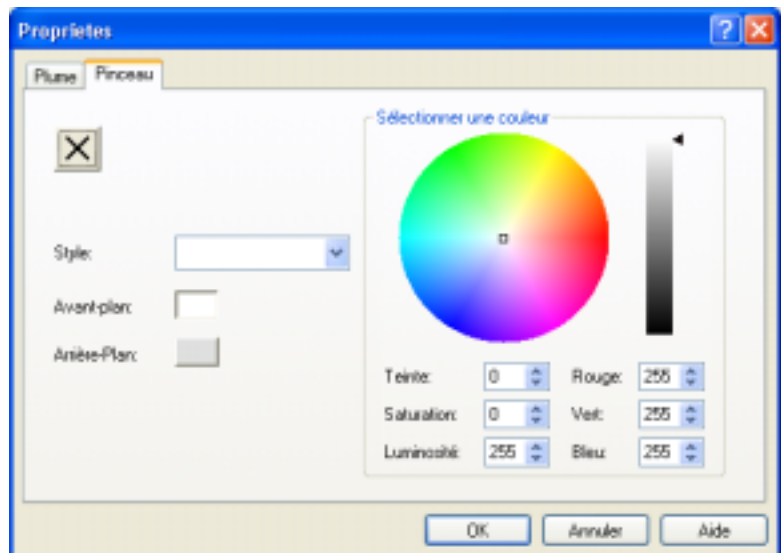 Proprietes
Plume Pinceau
Sélectionner une couleur
Style:
Avant-plan:
Arrière-Plan:
Teinte: 0 Rouge: 255
Saturation: 0 Vert: 255
Luminosité: 255 Bleu: 255
OK Annuler Aide